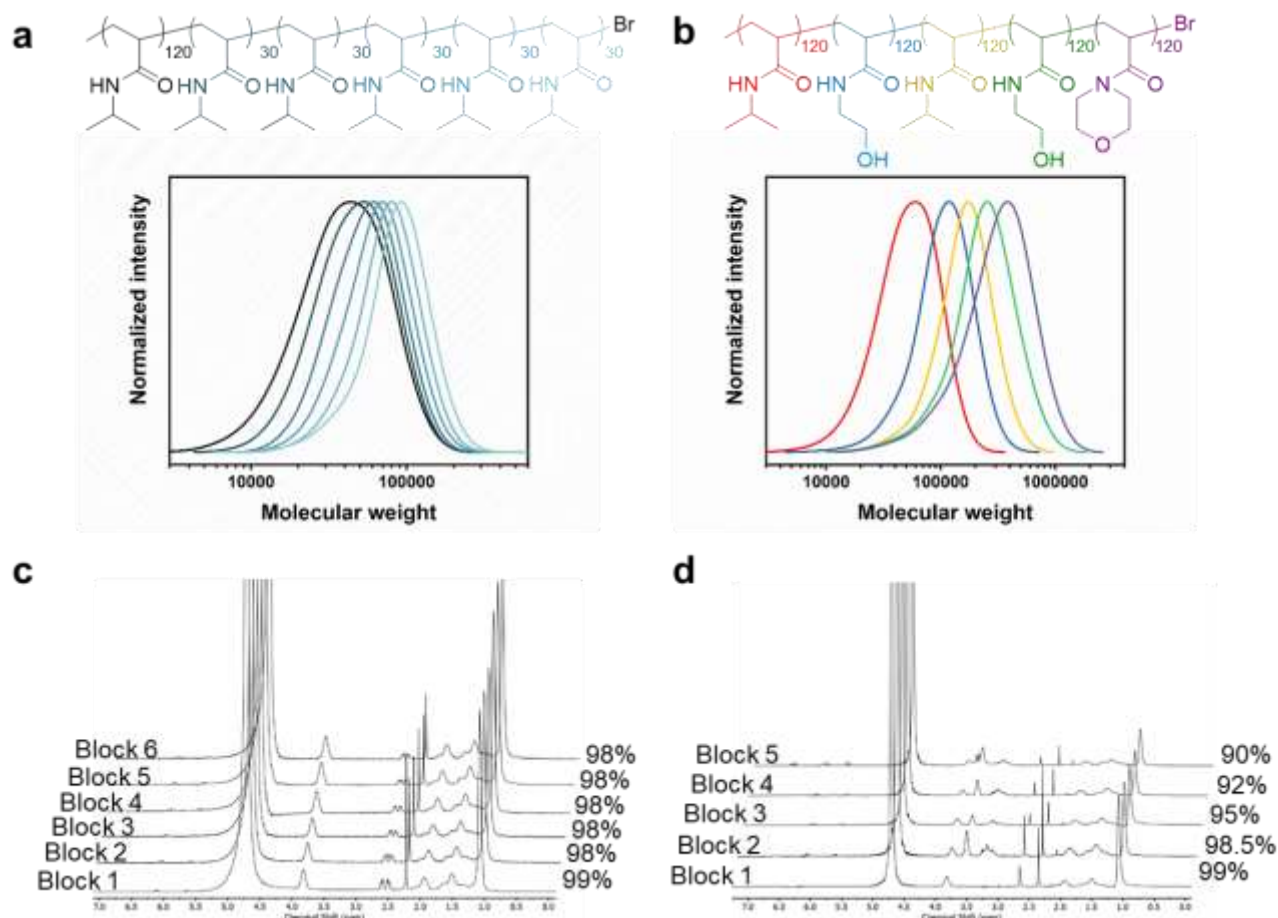 a
Br
120 30 30 30 30 30
HN O HN O HN O HN O HN O HN O
Normalized intensity
10000 100000
Molecular weight
b
Br
120 120 120 120 120
HN O HN O HN O HN O N O
OH OH O
Normalized intensity
10000 100000 1000000
Molecular weight
c
Block 6 98%
Block 5 98%
Block 4 98%
Block 3 98%
Block 2 98%
Block 1 99%
d
Block 5 90%
Block 4 92%
Block 3 95%
Block 2 98.5%
Block 1 99%